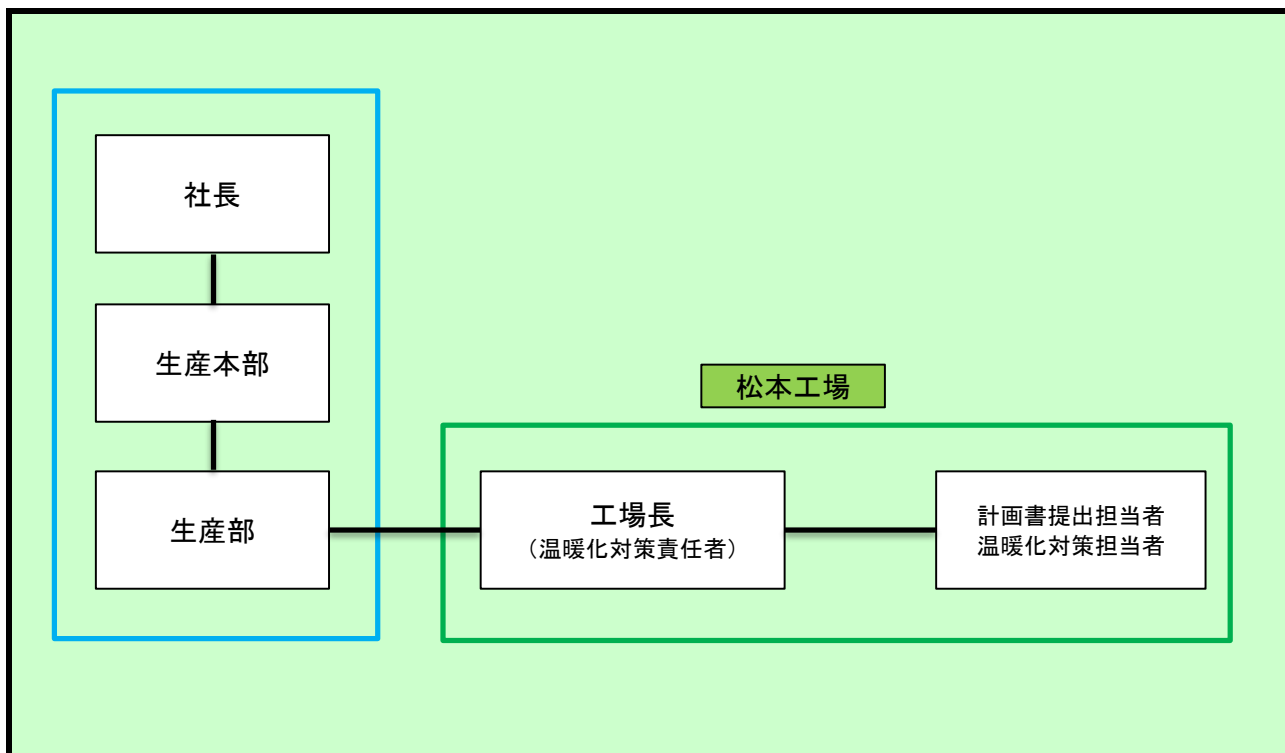 社長
生産本部
生産部
松本工場
工場長
（温暖化対策責任者）
計画書提出担当者
温暖化対策担当者